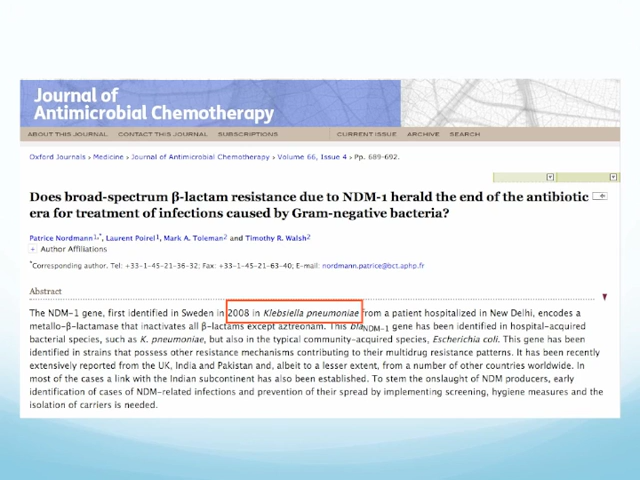 Journal of
Antimicrobial Chemotherapy
ABOUT THIS JOURNAL CONTACT THIS JOURNAL SUBSCRIPTIONS CURRENT ISSUE ARCHIVE SEARCH
Oxford Journals › Medicine › Journal of Antimicrobial Chemotherapy › Volume 66, Issue 4 › Pp. 689-692.
Does broad-spectrum β-lactam resistance due to NDM-1 herald the end of the antibiotic
era for treatment of infections caused by Gram-negative bacteria?
Patrice Nordmann1,*, Laurent Poirel1, Mark A. Toleman2 and Timothy R. Walsh2
+ Author Affiliations
*Corresponding author. Tel: +33-1-45-21-36-32; Fax: +33-1-45-21-63-40; E-mail: nordmann.patrice@bct.aphp.fr
Abstract
The NDM-1 gene, first identified in Sweden in 2008 in Klebsiella pneumoniae from a patient hospitalized in New Delhi, encodes a
metallo-β-lactamase that inactivates all β-lactams except aztreonam. This blaNDM-1 gene has been identified in hospital-acquired
bacterial species, such as K. pneumoniae, but also in the typical community-acquired species, Escherichia coli. This gene has been
identified in strains that possess other resistance mechanisms contributing to their multidrug resistance patterns. It has been recently
extensively reported from the UK, India and Pakistan and, albeit to a lesser extent, from a number of other countries worldwide. In
most of the cases a link with the Indian subcontinent has also been established. To stem the onslaught of NDM producers, early
identification of cases of NDM-related infections and prevention of their spread by implementing screening, hygiene measures and the
isolation of carriers is needed.